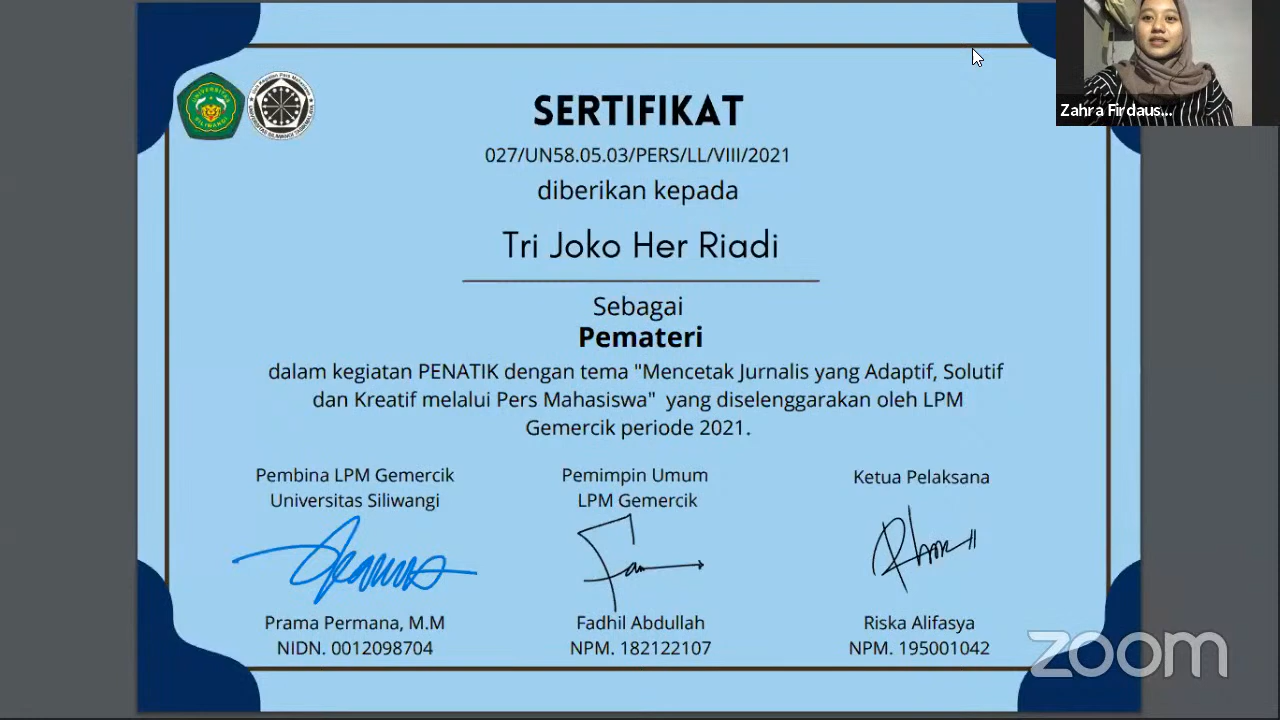 Zahra Firdaus...
SERTIFIKAT
027/UN58.05.03/PERS/LL/VIII/2021
diberikan kepada
Tri Joko Her Riadi
Sebagai
Pemateri
dalam kegiatan PENATIK dengan tema "Mencetak Jurnalis yang Adaptif, Solutif
dan Kreatif melalui Pers Mahasiswa" yang diselenggarakan oleh LPM
Gemercik periode 2021.
Pembina LPM Gemercik
Universitas Siliwangi
Prama Permana, M.M
NIDN. 0012098704
Pemimpin Umum
LPM Gemercik
Fadhil Abdullah
NPM. 182122107
Ketua Pelaksana
Riska Alifasya
NPM. 195001042
zoom